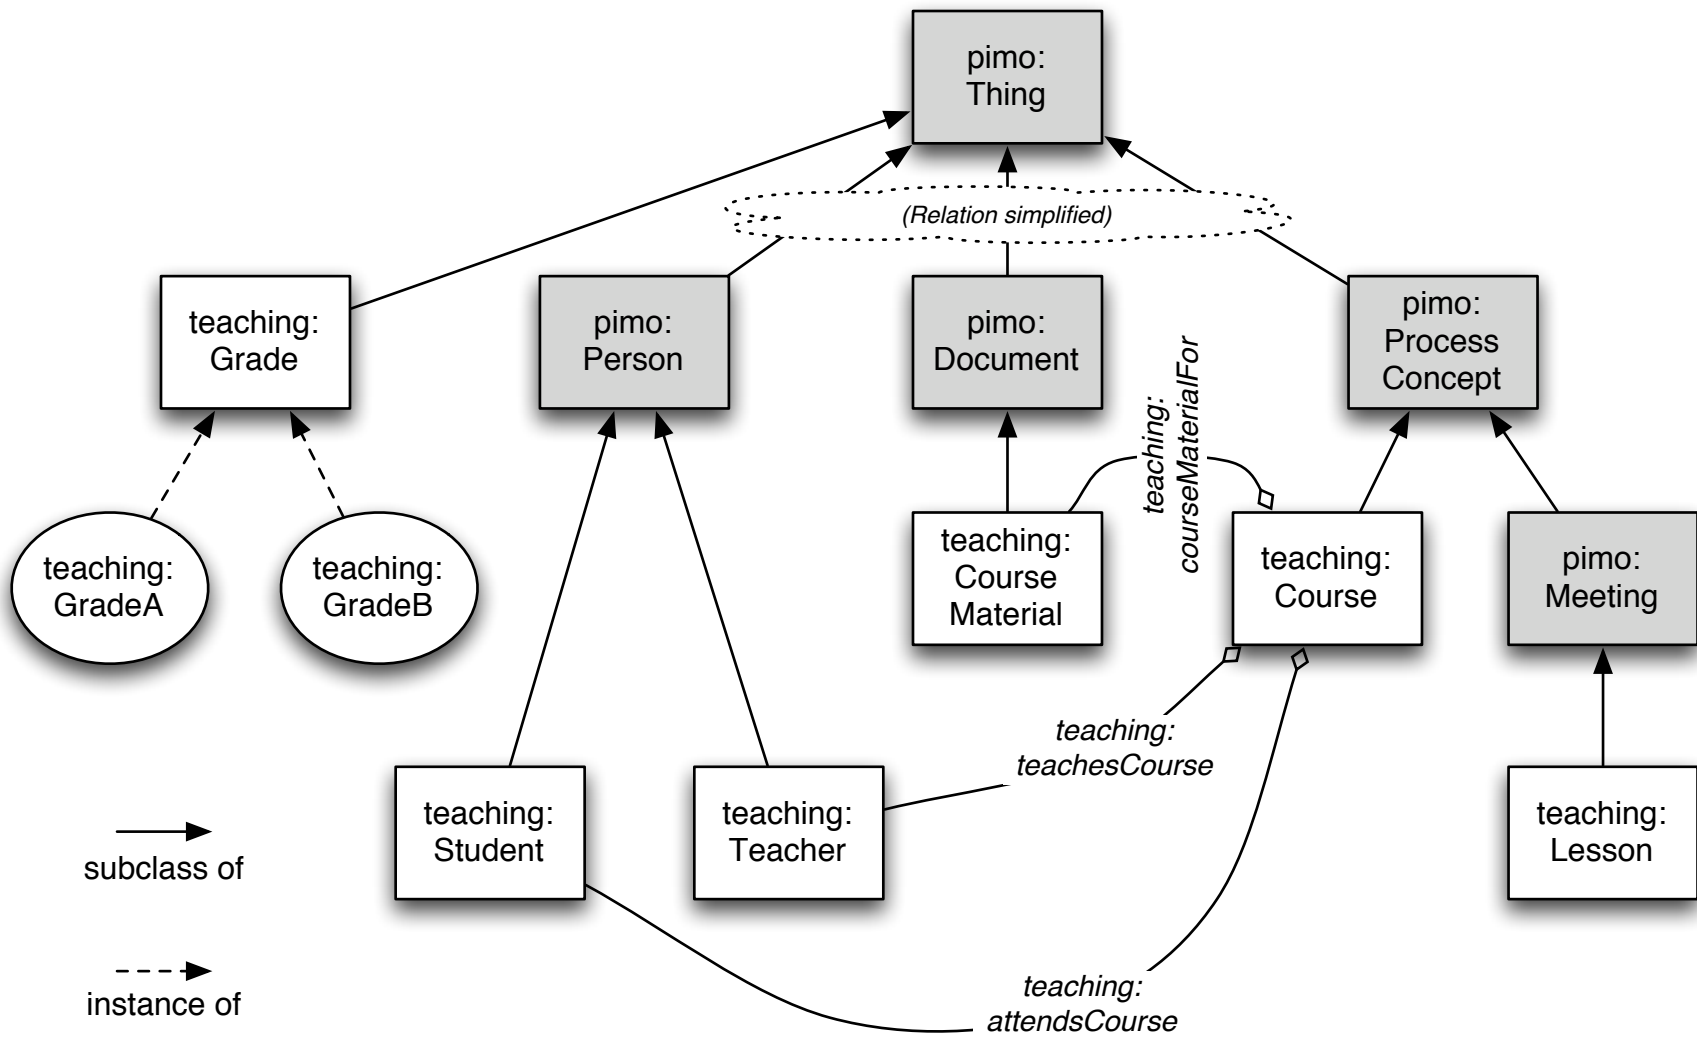 pimo:
Thing
(Relation simplified)
teaching:
Grade
pimo:
Person
pimo:
Document
pimo:
Process
Concept
teaching:
courseMaterialFor
teaching:
GradeA
teaching:
GradeB
teaching:
Course
Material
teaching:
Course
pimo:
Meeting
teaching:
teachesCourse
teaching:
Student
teaching:
Teacher
teaching:
Lesson
subclass of
instance of
teaching:
attendsCourse